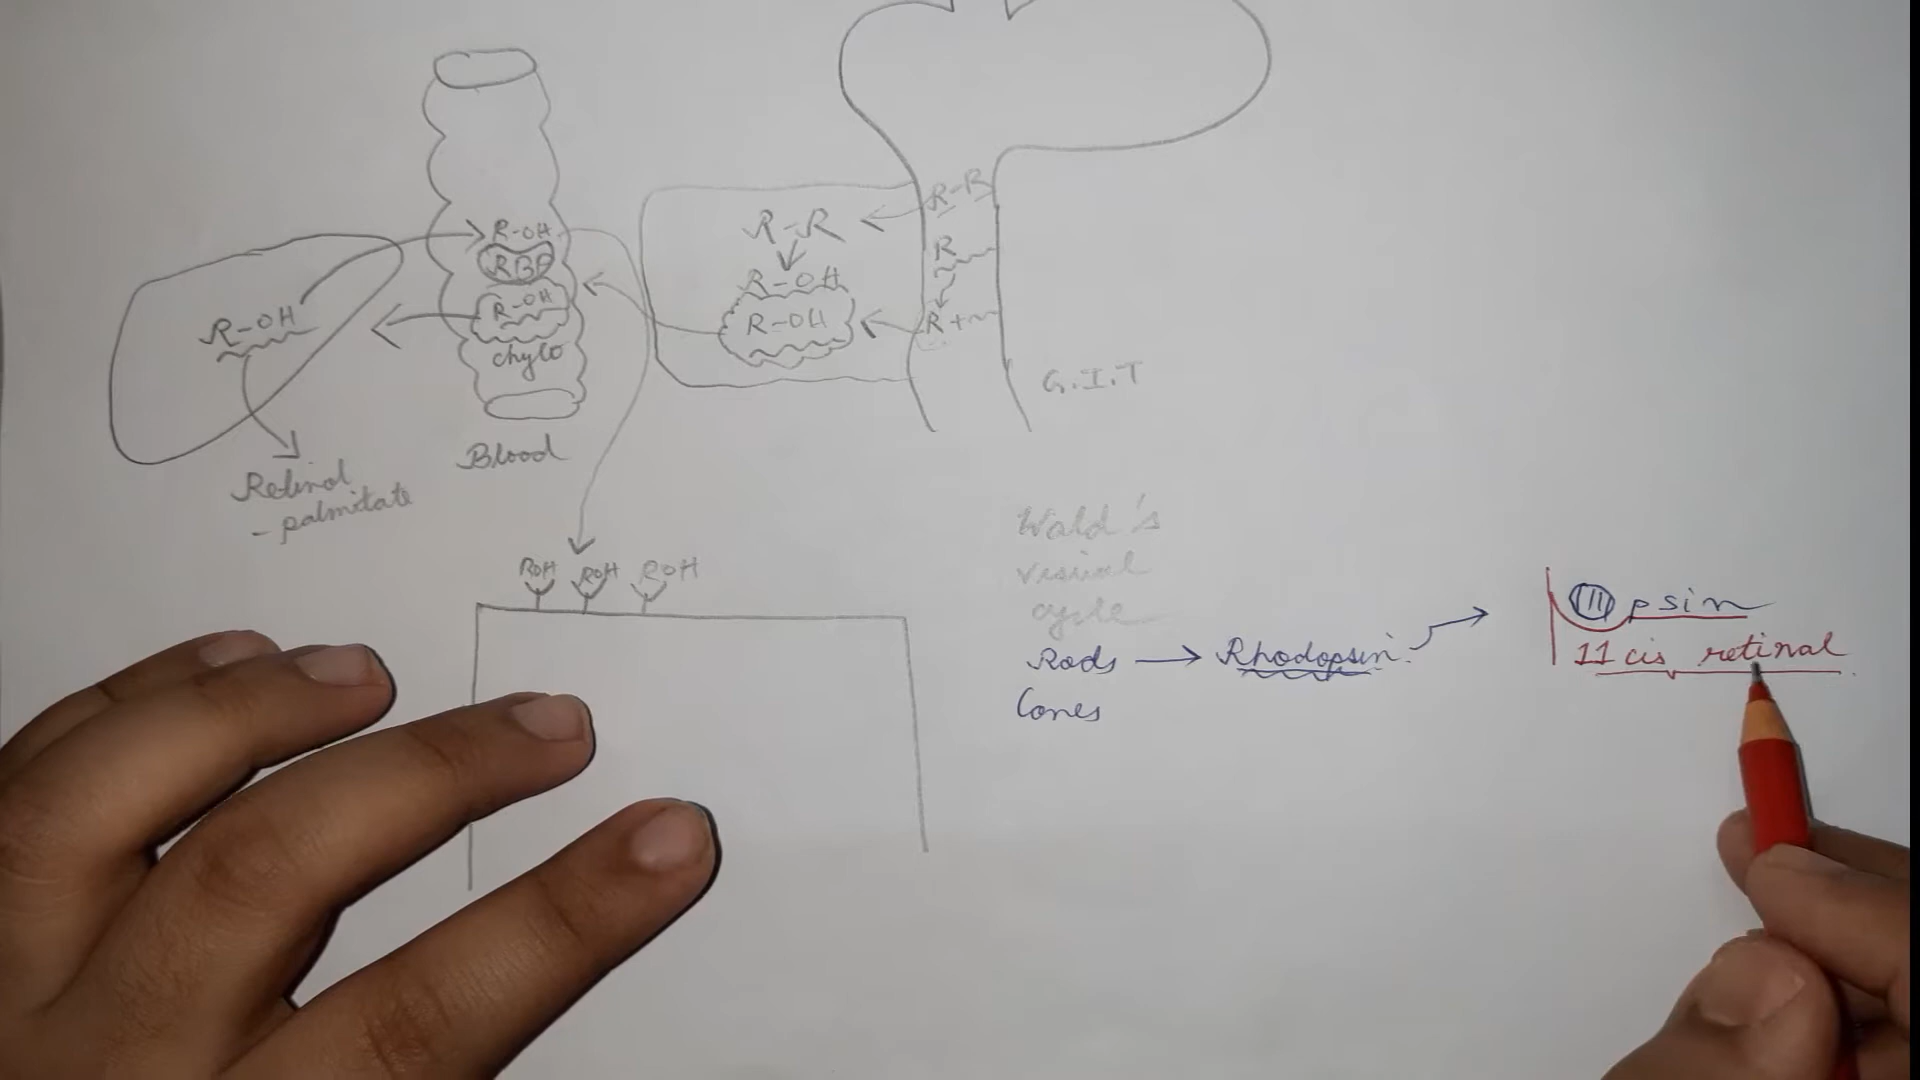 R-R
R-R
R
R-OH
R-OH
R-OH
RBP
R-OH
R-OH
R +
chylo
G.I.T
Blood
Retinol
- palmitate
ROH ROH ROH
Wald's
visual
cycle
Rods → Rhodopsin
Cones
psin
11 cis retinal